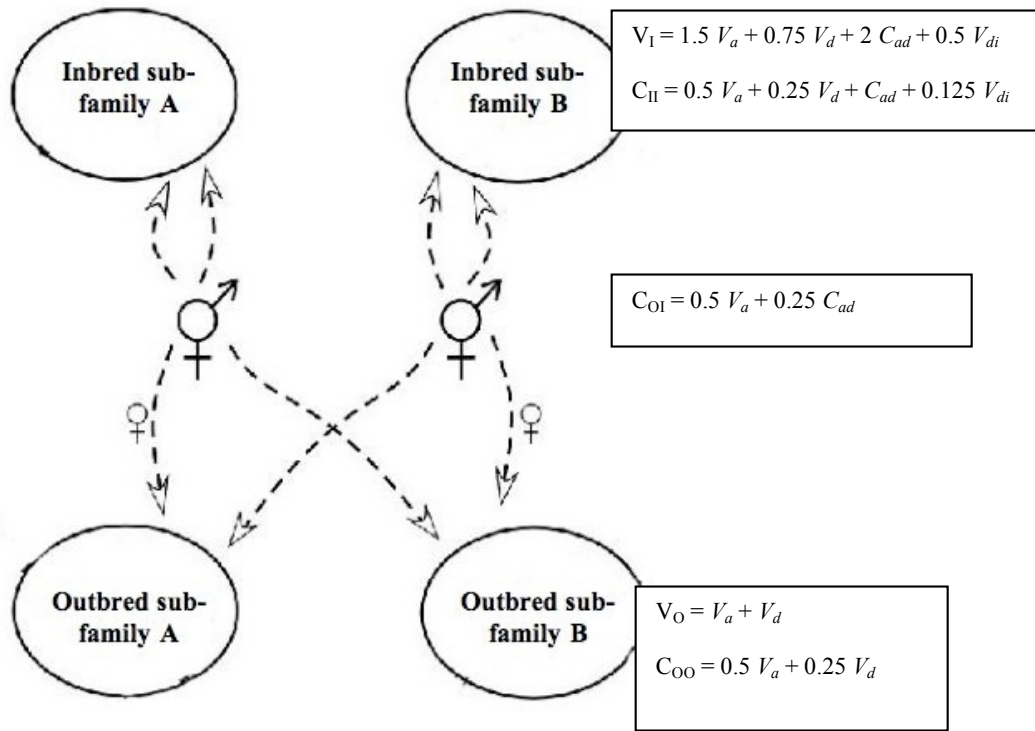 Inbred sub-
family A
Inbred sub-
family B
V_I = 1.5 V_a + 0.75 V_d + 2 C_ad + 0.5 V_di
C_II = 0.5 V_a + 0.25 V_d + C_ad + 0.125 V_di
C_OI = 0.5 V_a + 0.25 C_ad
Outbred sub-
family A
Outbred sub-
family B
V_O = V_a + V_d
C_OO = 0.5 V_a + 0.25 V_d